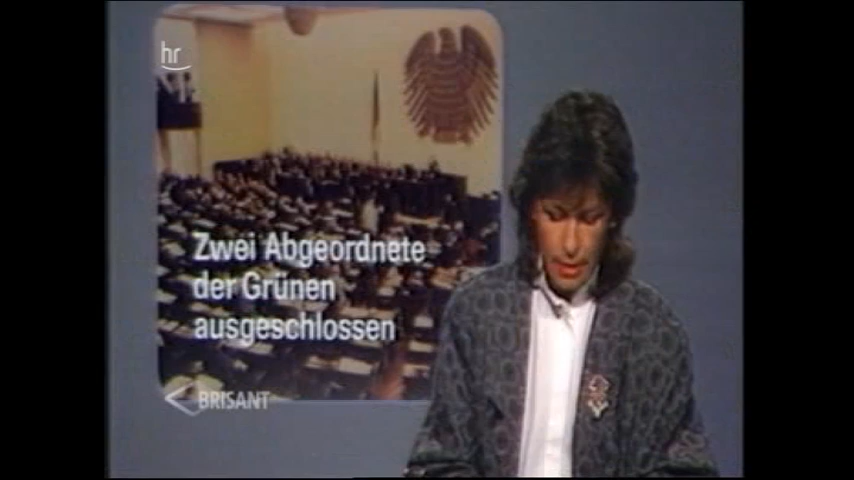 hr
Zwei Abgeordnete
der Grünen
ausgeschlossen
BRISANT